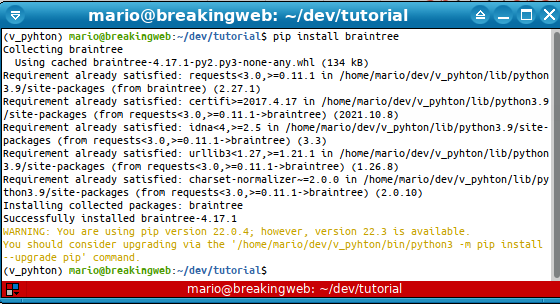 mario@breakingweb: ~/dev/tutorial
(v_pyhton) mario@breakingweb:~/dev/tutorial$ pip install braintree
Collecting braintree
  Using cached braintree-4.17.1-py2.py3-none-any.whl (134 kB)
Requirement already satisfied: requests<3.0,>=0.11.1 in /home/mario/dev/v_pyhton/lib/python
3.9/site-packages (from braintree) (2.27.1)
Requirement already satisfied: certifi>=2017.4.17 in /home/mario/dev/v_pyhton/lib/python3.9
/site-packages (from requests<3.0,>=0.11.1->braintree) (2021.10.8)
Requirement already satisfied: idna<4,>=2.5 in /home/mario/dev/v_pyhton/lib/python3.9/site-
packages (from requests<3.0,>=0.11.1->braintree) (3.3)
Requirement already satisfied: urllib3<1.27,>=1.21.1 in /home/mario/dev/v_pyhton/lib/python
3.9/site-packages (from requests<3.0,>=0.11.1->braintree) (1.26.8)
Requirement already satisfied: charset-normalizer~=2.0.0 in /home/mario/dev/v_pyhton/lib/py
thon3.9/site-packages (from requests<3.0,>=0.11.1->braintree) (2.0.10)
Installing collected packages: braintree
Successfully installed braintree-4.17.1
WARNING: You are using pip version 22.0.4; however, version 22.3 is available.
You should consider upgrading via the '/home/mario/dev/v_pyhton/bin/python3 -m pip install
--upgrade pip' command.
(v_pyhton) mario@breakingweb:~/dev/tutorial$
mario@breakingweb: ~/dev/tutorial